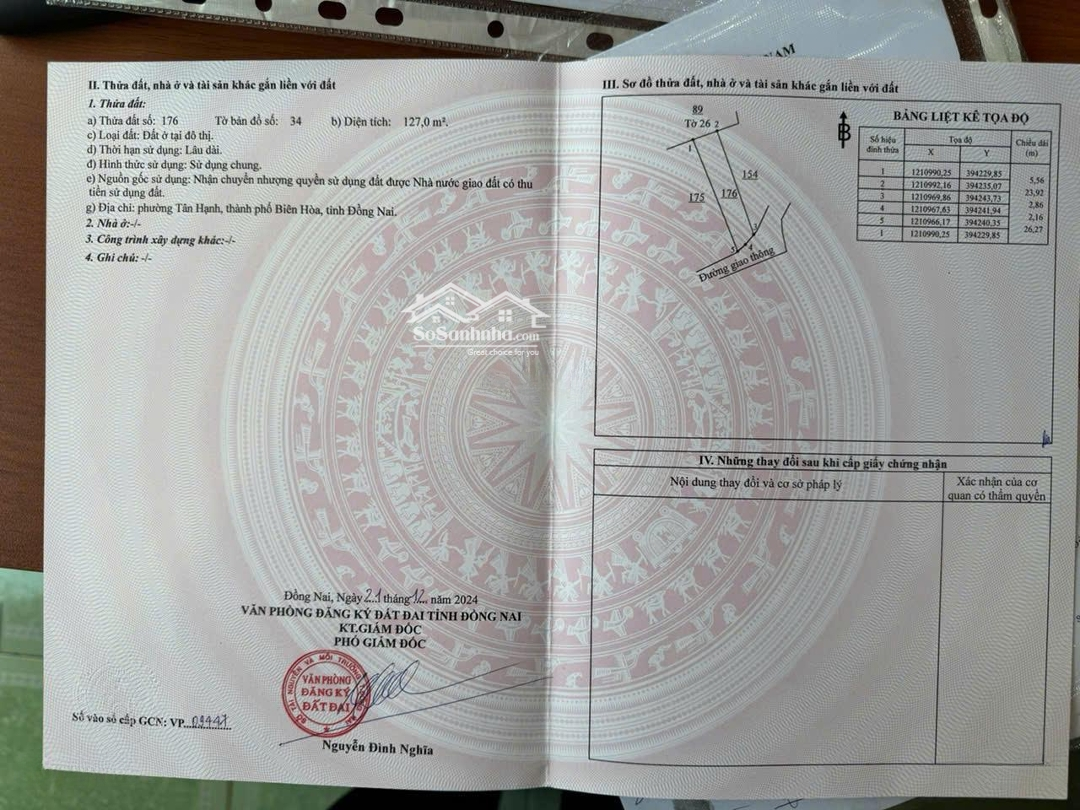 NAM
II. Thửa đất, nhà ở và tài sản khác gắn liền với đất
1. Thửa đất:
a) Thửa đất số: 176 Tờ bản đồ số: 34 b) Diện tích: 127,0 m².
c) Loại đất: Đất ở tại đô thị.
d) Thời hạn sử dụng: Lâu dài.
đ) Hình thức sử dụng: Sử dụng chung.
e) Nguồn gốc sử dụng: Nhận chuyển nhượng quyền sử dụng đất được Nhà nước giao đất có thu
tiền sử dụng đất.
g) Địa chỉ: phường Tân Hạnh, thành phố Biên Hòa, tỉnh Đồng Nai.
2. Nhà ở:-/-
3. Công trình xây dựng khác:-/-
4. Ghi chú: -/-
SoSanhnha.com
Great choice for you
Đồng Nai, Ngày 21 tháng 12 năm 2024
VĂN PHÒNG ĐĂNG KÝ ĐẤT ĐAI TỈNH ĐỒNG NAI
KT.GIÁM ĐỐC
PHÓ GIÁM ĐỐC
VĂN PHÒNG
ĐĂNG KÝ
ĐẤT ĐAI
Số vào sổ cấp GCN: VP
Nguyễn Đình Nghĩa
III. Sơ đồ thửa đất, nhà ở và tài sản khác gắn liền với đất
89
Tờ 26 2
1
154
175 176
3
5 4
Đường giao thông
B
BẢNG LIỆT KÊ TỌA ĐỘ
Số hiệu đỉnh thửa Tọa độ Chiều dài (m)
X Y
1 1210990,25 394229,85
5,56
2 1210992,16 394235,07
23,92
3 1210969,86 394243,73
2,86
4 1210967,63 394241,94
2,16
5 1210966,17 394240,35
26,27
1 1210990,25 394229,85
IV. Những thay đổi sau khi cấp giấy chứng nhận
Nội dung thay đổi và cơ sở pháp lý Xác nhận của cơ
quan có thẩm quyền